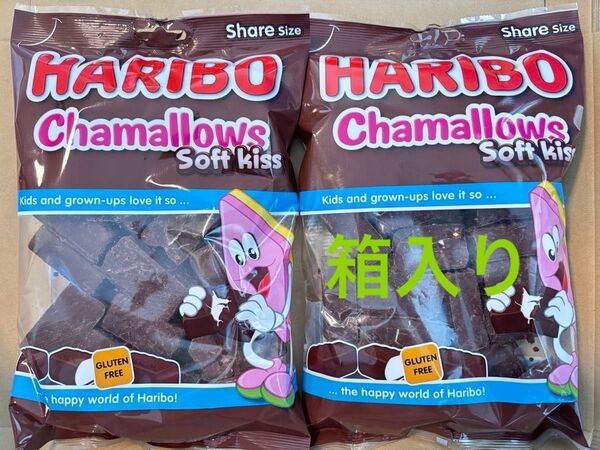 Share Size
HARIBO
Chamallows
Soft kiss
Kids and grown-ups love it so ...
GLUTEN
FREE
... the happy world of Haribo!
Share Size
HARIBO
Chamallows
Soft kiss
Kids and grown-ups love it so ...
箱入り
GLUTEN
FREE
... the happy world of Haribo!